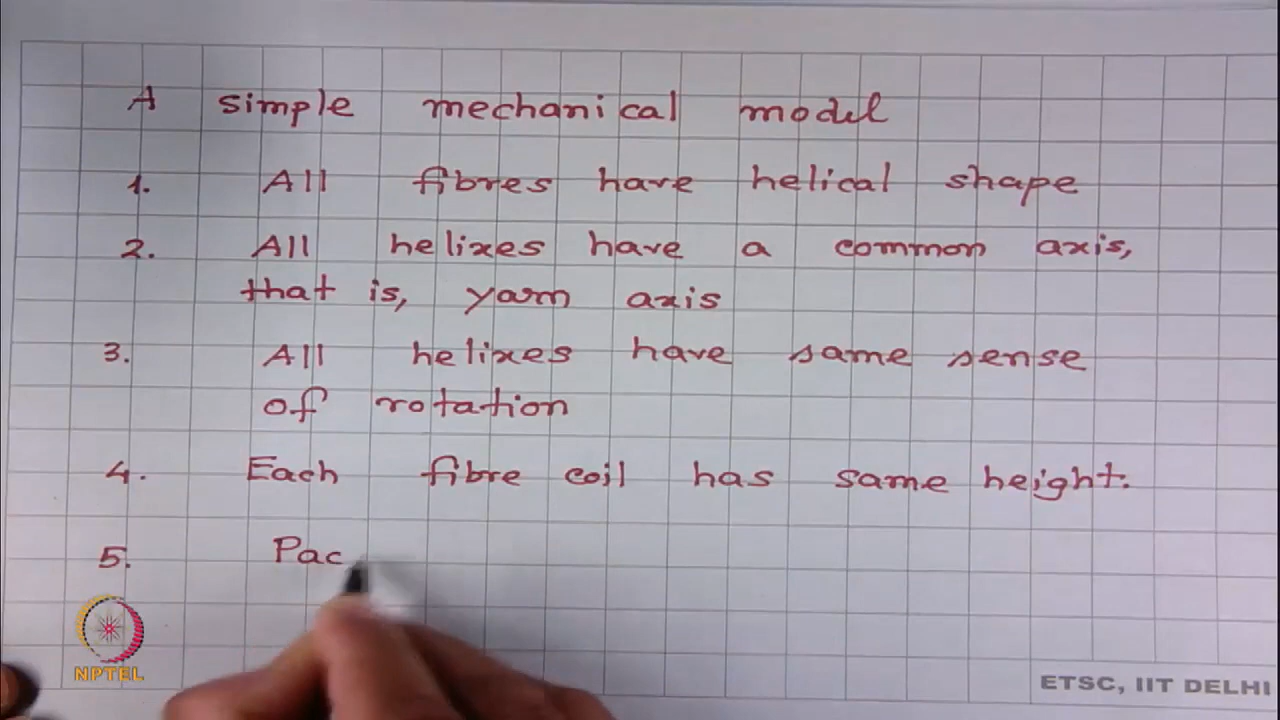 A simple mechanical model
1. All fibres have helical shape
2. All helixes have a common axis,
that is, yarn axis
3. All helixes have same sense
of rotation
4. Each fibre coil has same height.
5. Pac
NPTEL
ETSC, IIT DELHI